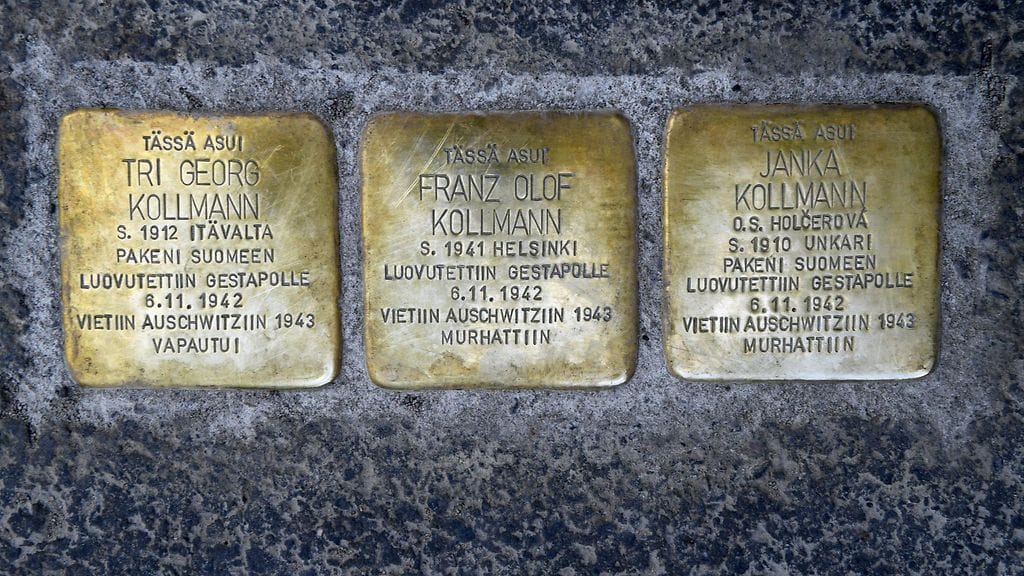 TÄSSÄ ASUI
TRI GEORG
KOLLMANN
S. 1912 ITÄVALTA
PAKENI SUOMEEN
LUOVUTETTIIN GESTAPOLLE
6.11.1942
VIETIIN AUSCHWITZIIN 1943
VAPAUTUI
TÄSSÄ ASUI
FRANZ OLOF
KOLLMANN
S. 1941 HELSINKI
LUOVUTETTIIN GESTAPOLLE
6.11.1942
VIETIIN AUSCHWITZIIN 1943
MURHATTIIN
TÄSSÄ ASUI
JANKA
KOLLMANN
O.S. HOLČEROVÁ
S. 1910 UNKARI
PAKENI SUOMEEN
LUOVUTETTIIN GESTAPOLLE
6.11.1942
VIETIIN AUSCHWITZIIN 1943
MURHATTIIN